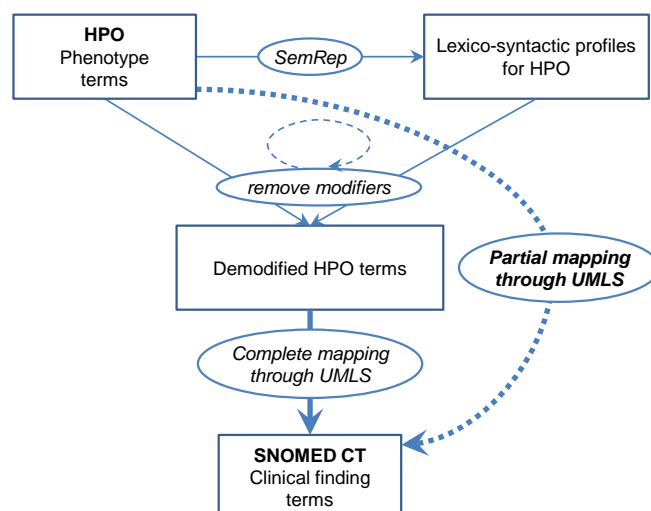 HPO
Phenotype
terms
SemRep
Lexico-syntactic profiles
for HPO
remove modifiers
Demodified HPO terms
Partial mapping
through UMLS
Complete mapping
through UMLS
SNOMED CT
Clinical finding
terms